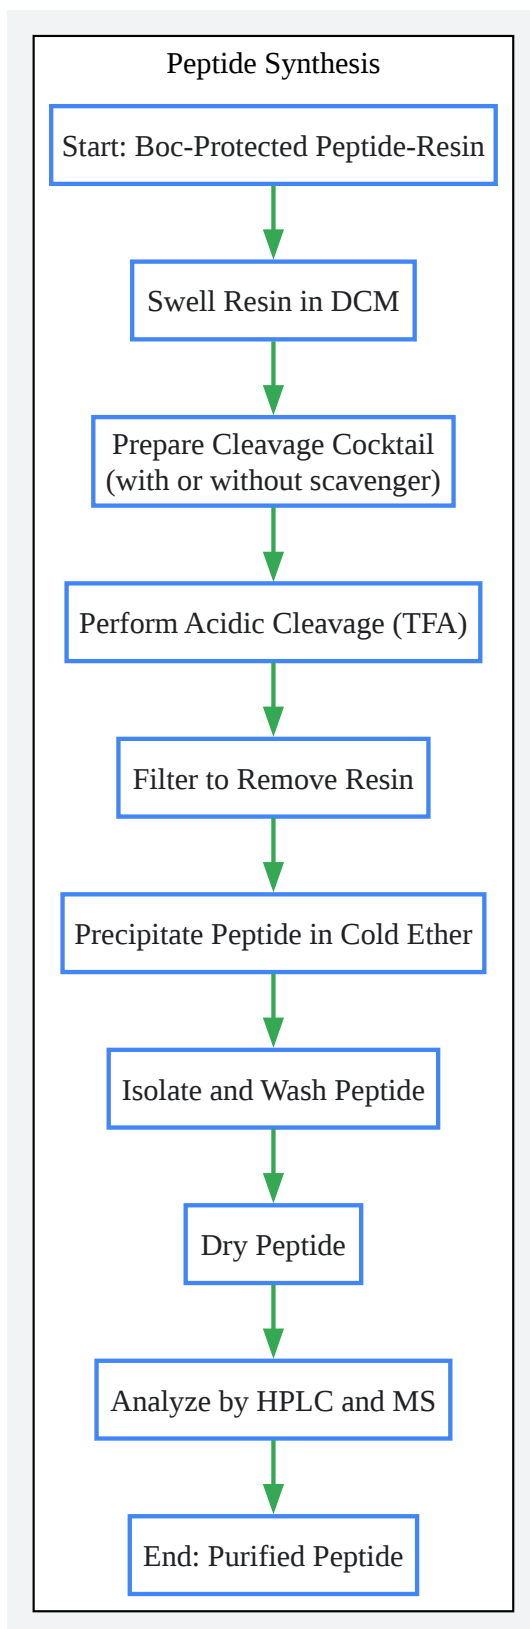 Peptide Synthesis
Start: Boc-Protected Peptide-Resin
Swell Resin in DCM
Prepare Cleavage Cocktail
(with or without scavenger)
Perform Acidic Cleavage (TFA)
Filter to Remove Resin
Precipitate Peptide in Cold Ether
Isolate and Wash Peptide
Dry Peptide
Analyze by HPLC and MS
End: Purified Peptide